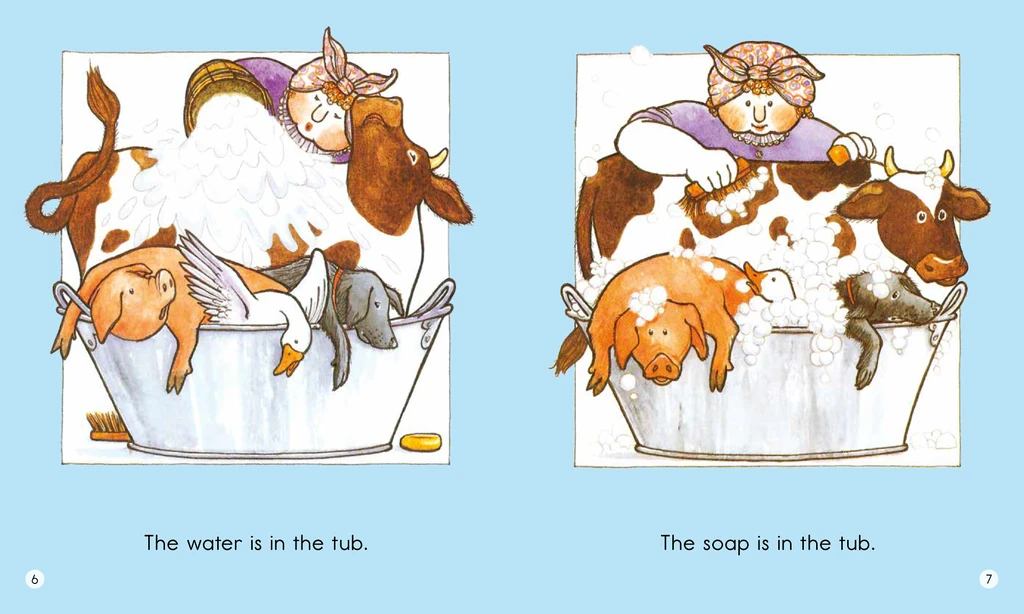 The water is in the tub.
The soap is in the tub.
6
7